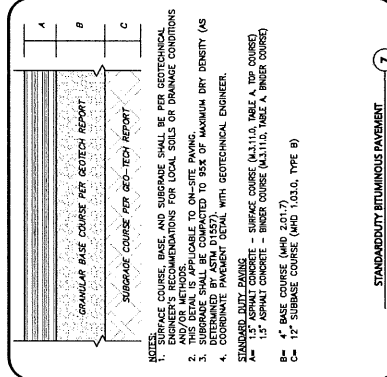 A
B
C
GRANULAR BASE COURSE PER GEOTECH REPORT
SUBGRADE COURSE PER GEO-TECH REPORT
NOTES:
1. SURFACE COURSE, BASE, AND SUBGRADE SHALL BE PER GEOTECHNICAL
ENGINEER'S RECOMMENDATIONS FOR LOCAL SOILS OR DRAINAGE CONDITIONS
AND/OR METHODS.
2. THIS DETAIL IS APPLICABLE TO ON-SITE PAVING.
3. SUBGRADE SHALL BE COMPACTED TO 95% OF MAXIMUM DRY DENSITY (AS
DETERMINED BY ASTM D1557).
4. COORDINATE PAVEMENT DETAIL WITH GEOTECHNICAL ENGINEER.
STANDARD DUTY PAVING
A= 1.5" ASPHALT CONCRETE - SURFACE COURSE (M.3.11.0, TABLE A, TOP COURSE)
1.5" ASPHALT CONCRETE - BINDER COURSE (M.3.11.0, TABLE A, BINDER COURSE)
B= 4" BASE COURSE (MHD 2.01.7)
C= 12" SUBBASE COURSE (MHD 1.03.0, TYPE B)
STANDARDDUTY BITUMINOUS PAVEMENT
7